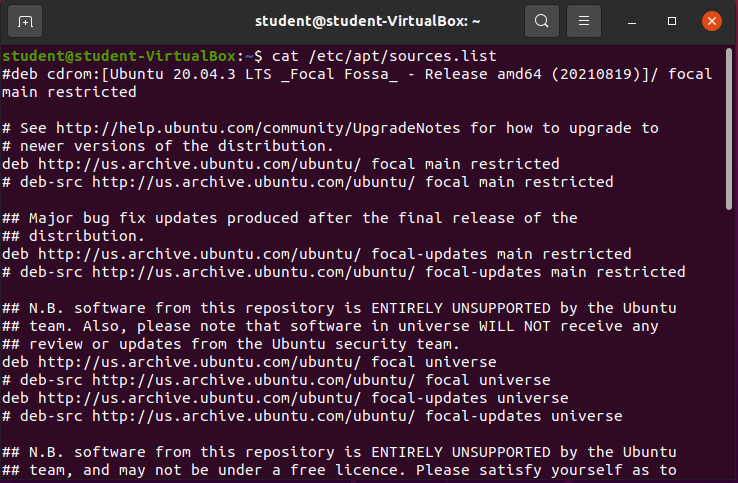 student@student-VirtualBox: ~
student@student-VirtualBox:~$ cat /etc/apt/sources.list
#deb cdrom:[Ubuntu 20.04.3 LTS _Focal Fossa_ - Release amd64 (20210819)]/ focal
main restricted
# See http://help.ubuntu.com/community/UpgradeNotes for how to upgrade to
# newer versions of the distribution.
deb http://us.archive.ubuntu.com/ubuntu/ focal main restricted
# deb-src http://us.archive.ubuntu.com/ubuntu/ focal main restricted
## Major bug fix updates produced after the final release of the
## distribution.
deb http://us.archive.ubuntu.com/ubuntu/ focal-updates main restricted
# deb-src http://us.archive.ubuntu.com/ubuntu/ focal-updates main restricted
## N.B. software from this repository is ENTIRELY UNSUPPORTED by the Ubuntu
## team. Also, please note that software in universe WILL NOT receive any
## review or updates from the Ubuntu security team.
deb http://us.archive.ubuntu.com/ubuntu/ focal universe
# deb-src http://us.archive.ubuntu.com/ubuntu/ focal universe
deb http://us.archive.ubuntu.com/ubuntu/ focal-updates universe
# deb-src http://us.archive.ubuntu.com/ubuntu/ focal-updates universe
## N.B. software from this repository is ENTIRELY UNSUPPORTED by the Ubuntu
## team, and may not be under a free licence. Please satisfy yourself as to